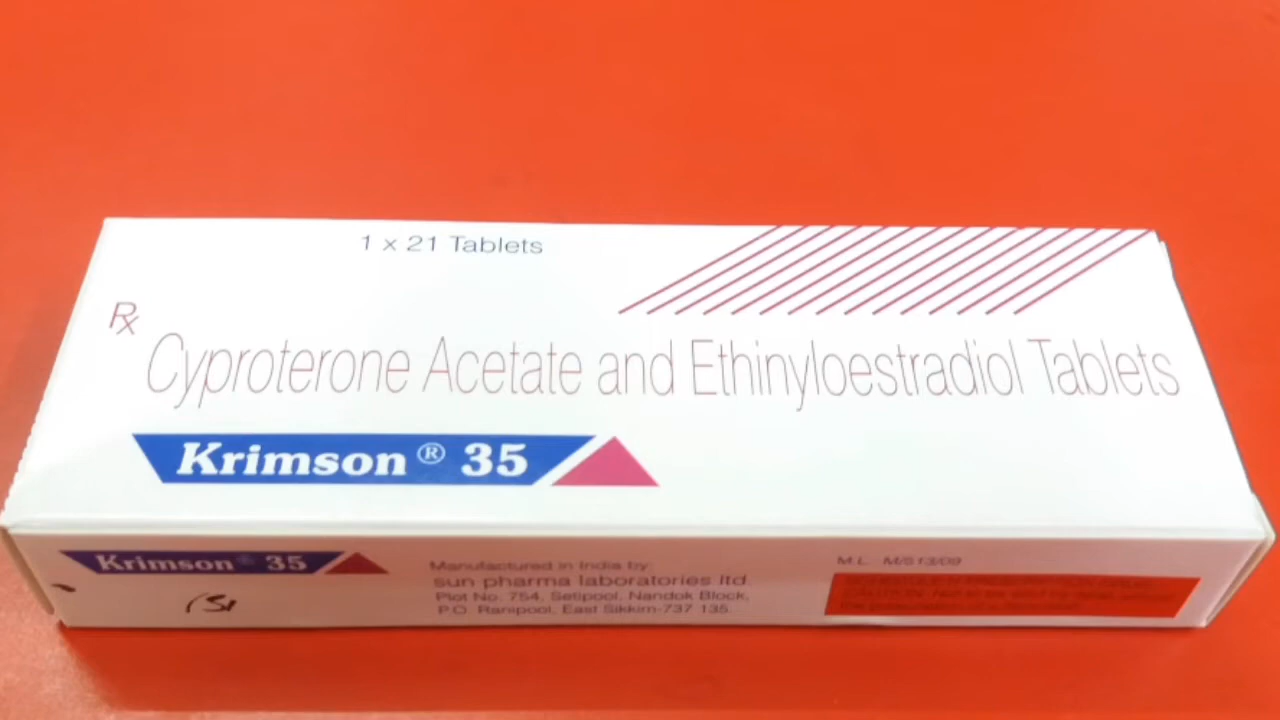 1 x 21 Tablets
Rx
Cyproterone Acetate and Ethinyloestradiol Tablets
Krimson ® 35
Krimson ® 35
Manufactured in India by:
sun pharma laboratories ltd.
Plot No. 754, Setipool, Nandok Block,
P.O. Ranipool, East Sikkim-737 135.
M.L.